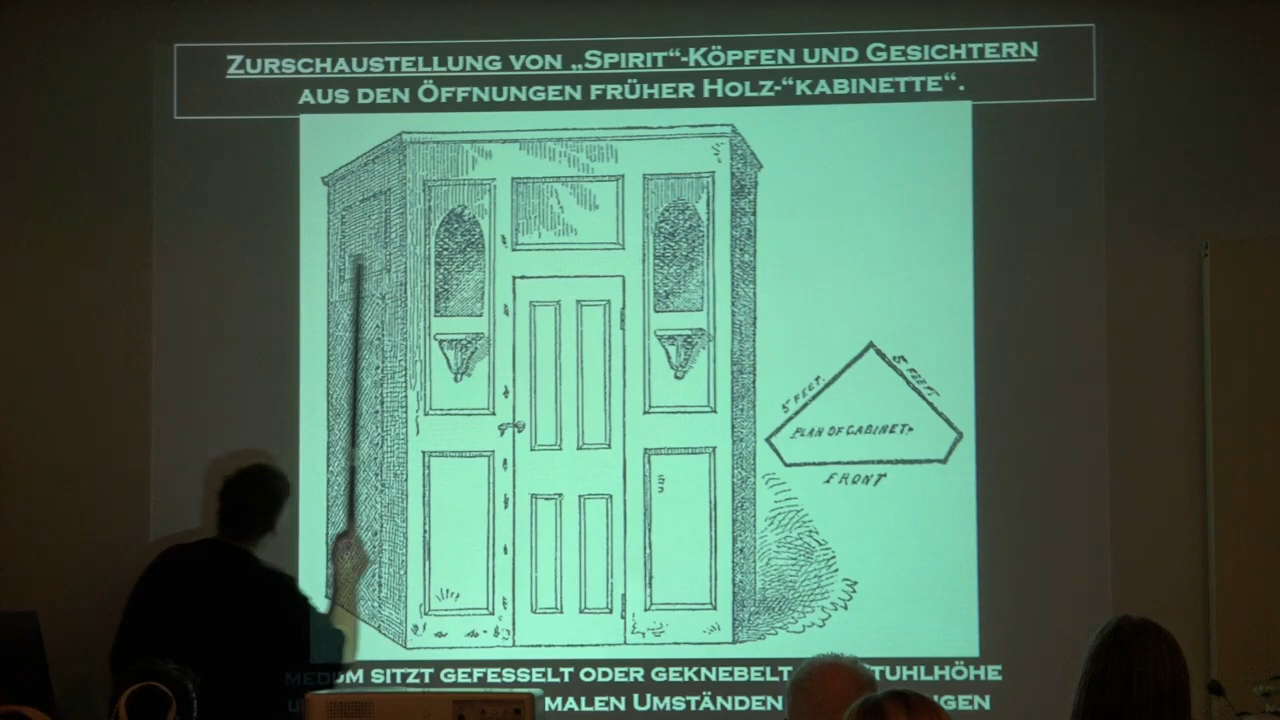 ZURSCHAUSTELLUNG VON „SPIRIT“-KÖPFEN UND GESICHTERN
AUS DEN ÖFFNUNGEN FRÜHER HOLZ-“KABINETTE“.
5 FEET.
5 FEET.
PLAN OF CABINET.
FRONT
SITZT GEFESSELT ODER GEKNEBELT
MALEN UMSTÄNDEN